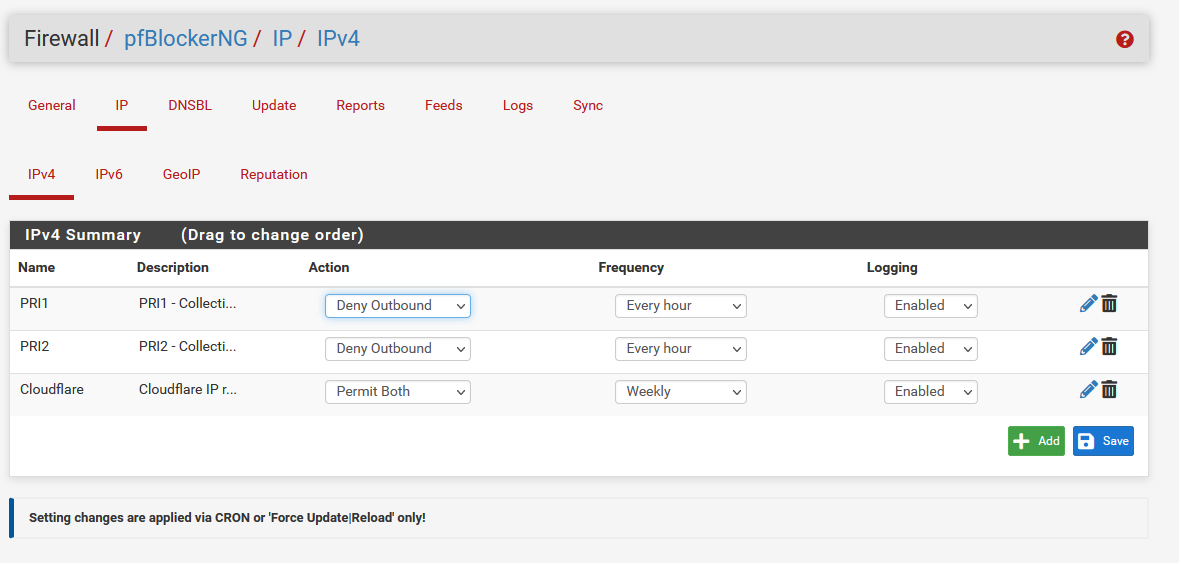 Firewall / pfBlockerNG / IP / IPv4
General IP DNSBL Update Reports Feeds Logs Sync
IPv4 IPv6 GeoIP Reputation
IPv4 Summary (Drag to change order)
Name Description Action Frequency Logging
PRI1 PRI1 - Collecti... Deny Outbound Every hour Enabled
PRI2 PRI2 - Collecti... Deny Outbound Every hour Enabled
Cloudflare Cloudflare IP r... Permit Both Weekly Enabled
Add Save
Setting changes are applied via CRON or 'Force Update|Reload' only!